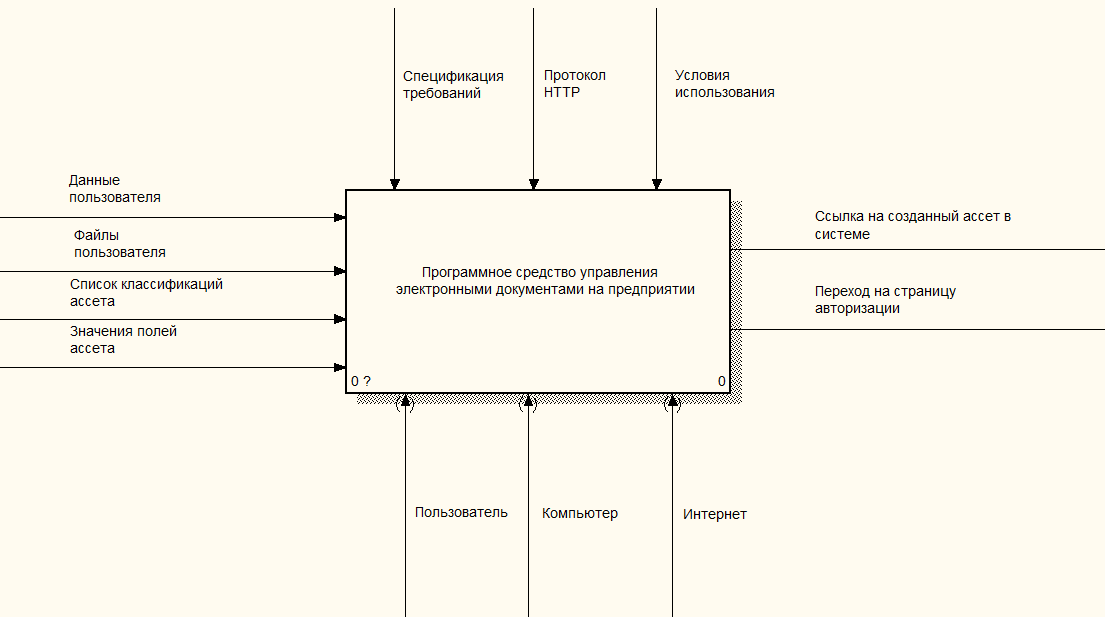 Спецификация
требований
Протокол
HTTP
Условия
использования
Данные
пользователя
Файлы
пользователя
Список классификаций
ассета
Значения полей
ассета
Программное средство управления
электронными документами на предприятии
0 ?
0
Ссылка на созданный ассет в
системе
Переход на страницу
авторизации
Пользователь
Компьютер
Интернет